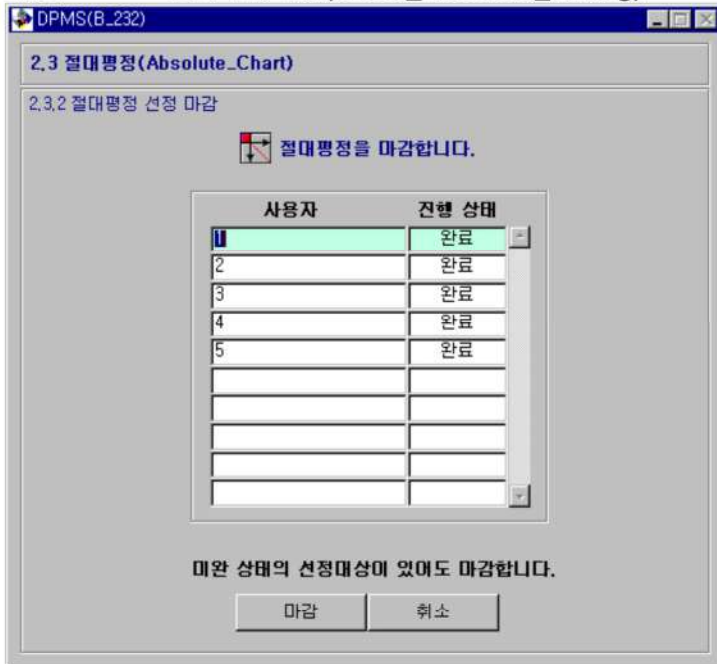 DPMS(B_232)
2.3 절대평정(Absolute_Chart)
2.3.2 절대평정 선정 마감
절대평정을 마감합니다.
사용자 진행 상태
1 완료
2 완료
3 완료
4 완료
5 완료
미완 상태의 선정대상이 있어도 마감합니다.
마감 취소